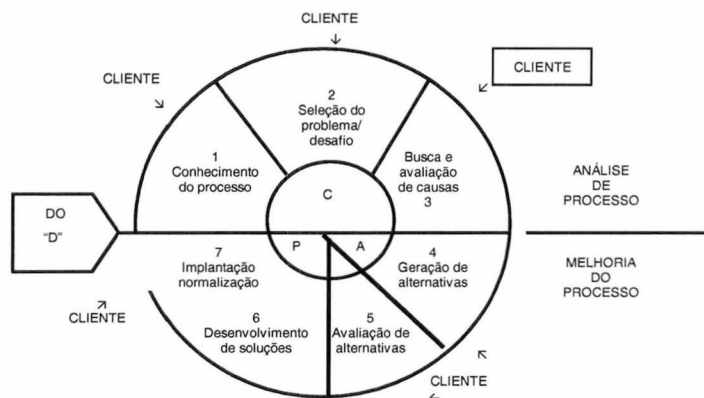 CLIENTE
CLIENTE
CLIENTE
2
Seleção do
problema/
desafio
1
Conhecimento
do processo
Busca e
avaliação
de causas
3
ANÁLISE
DE
PROCESSO
C
DO
"D"
P
A
7
Implantação
normalização
4
Geração de
alternativas
MELHORIA
DO
PROCESSO
6
Desenvolvimento
de soluções
5
Avaliação de
alternativas
CLIENTE
CLIENTE